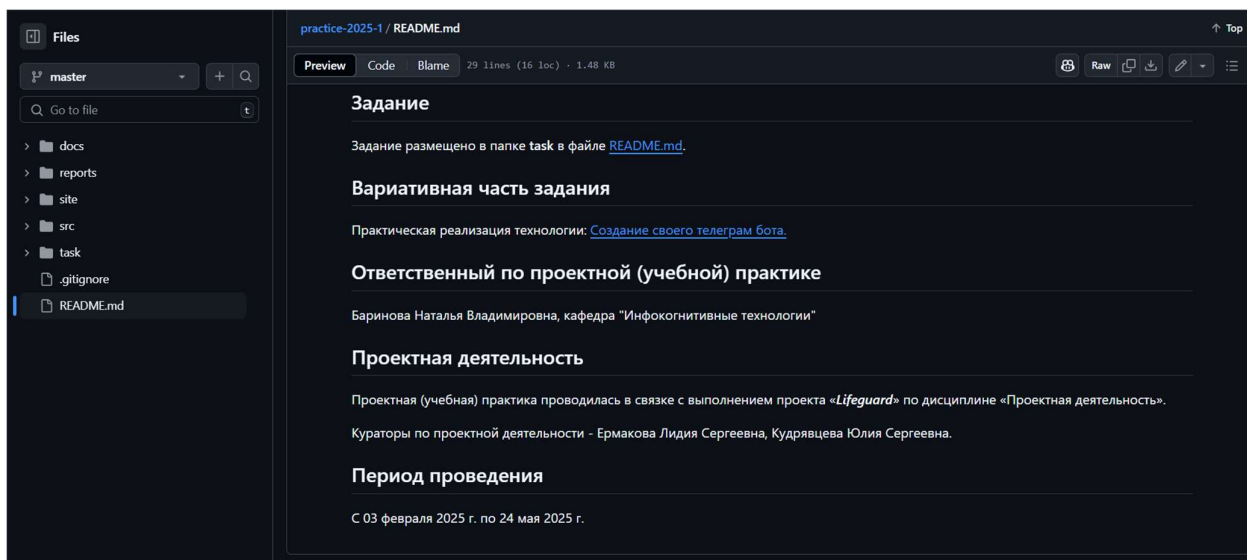 Files
master
Go to file
t
docs
reports
site
src
task
.gitignore
README.md
practice-2025-1 / README.md
Top
Preview Code Blame 29 lines (16 loc) · 1.48 KB
Raw
Задание
Задание размещено в папке task в файле README.md.
Вариативная часть задания
Практическая реализация технологии: Создание своего телеграм бота.
Ответственный по проектной (учебной) практике
Баринова Наталья Владимировна, кафедра "Инфокогнитивные технологии"
Проектная деятельность
Проектная (учебная) практика проводилась в связке с выполнением проекта «Lifeguard» по дисциплине «Проектная деятельность».
Кураторы по проектной деятельности - Ермакова Лидия Сергеевна, Кудрявцева Юлия Сергеевна.
Период проведения
С 03 февраля 2025 г. по 24 мая 2025 г.